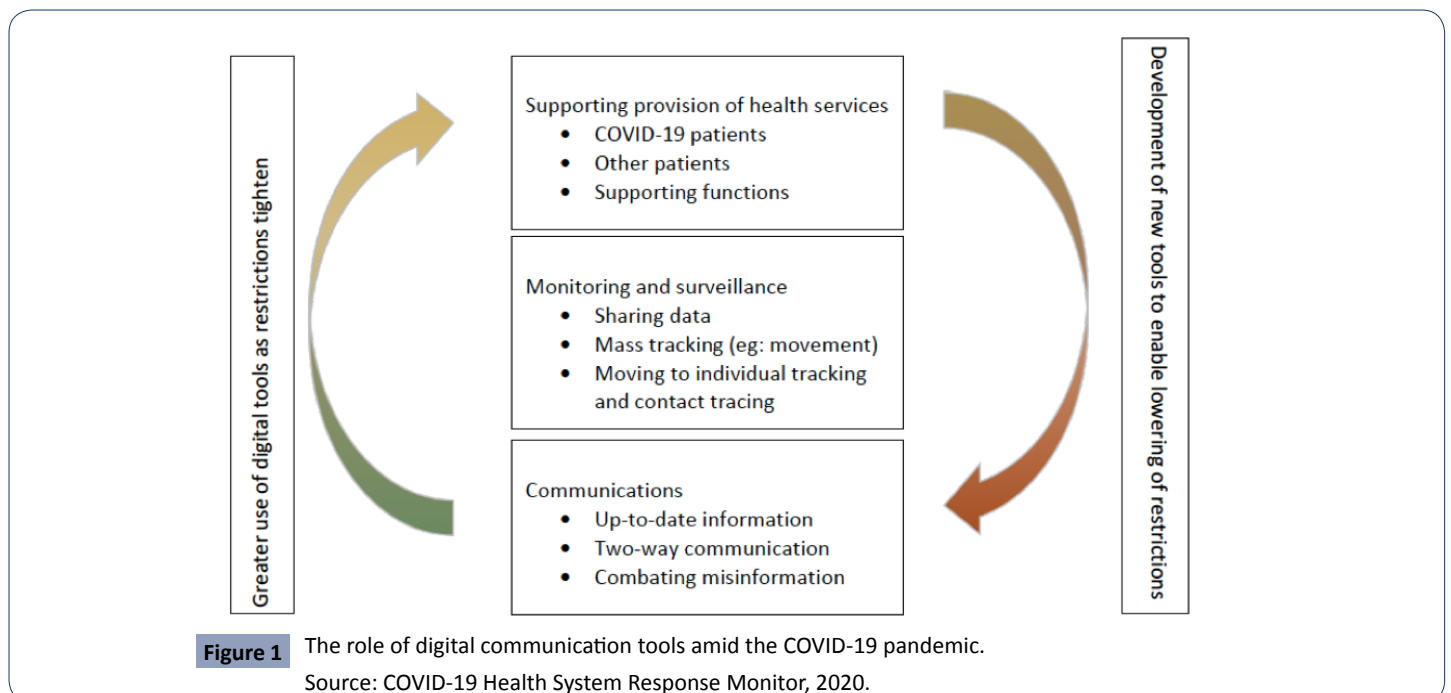 Greater use of digital tools as restrictions tighten
Supporting provision of health services
• COVID-19 patients
• Other patients
• Supporting functions
Monitoring and surveillance
• Sharing data
• Mass tracking (eg: movement)
• Moving to individual tracking
and contact tracing
Communications
• Up-to-date information
• Two-way communication
• Combating misinformation
Development of new tools to enable lowering of restrictions
Figure 1 The role of digital communication tools amid the COVID-19 pandemic.
Source: COVID-19 Health System Response Monitor, 2020.